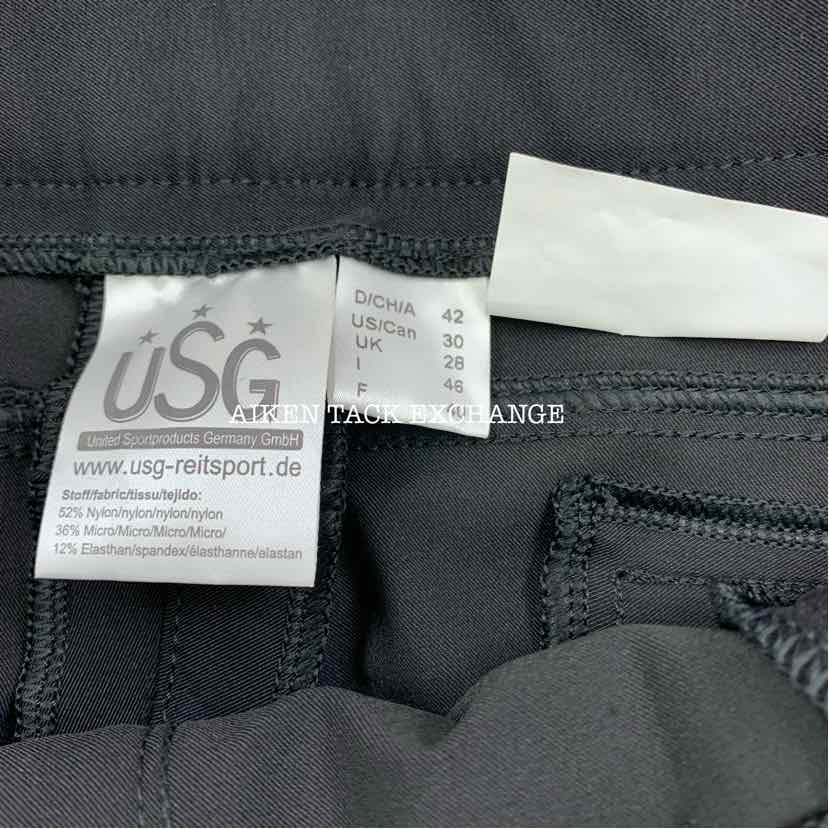 USG
United Sportproducts Germany GmbH
www.usg-reitsport.de
Stoff/fabric/tissu/tejido:
52% Nylon/nylon/nylon/nylon
36% Micro/Micro/Micro/Micro/
12% Elasthan/spandex/élasthanne/elastan
D/CH/A 42
US/Can 30
UK 28
I 46
F
AIKEN TACK EXCHANGE